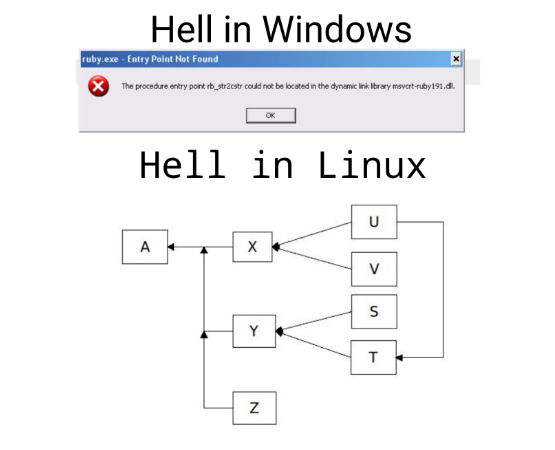 Hell in Windows
ruby.exe - Entry Point Not Found
The procedure entry point rb_str2cstr could not be located in the dynamic link library msvcrt-ruby191.dll.
OK
Hell in Linux
U
A
X
V
S
Y
T
Z